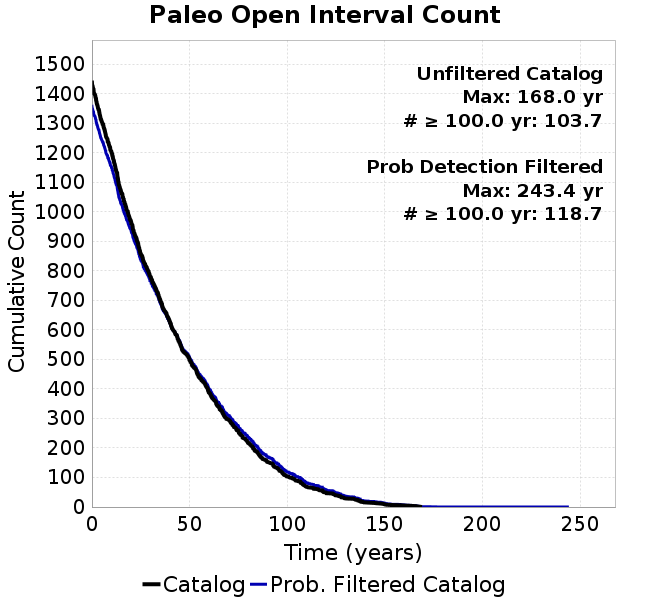 Paleo Open Interval Count
Unfiltered Catalog
Max: 168.0 yr
# ≥ 100.0 yr: 103.7
Prob Detection Filtered
Max: 243.4 yr
# ≥ 100.0 yr: 118.7
Cumulative Count
1500
1400
1300
1200
1100
1000
900
800
700
600
500
400
300
200
100
0
0 50 100 150 200 250
Time (years)
Catalog Prob. Filtered Catalog